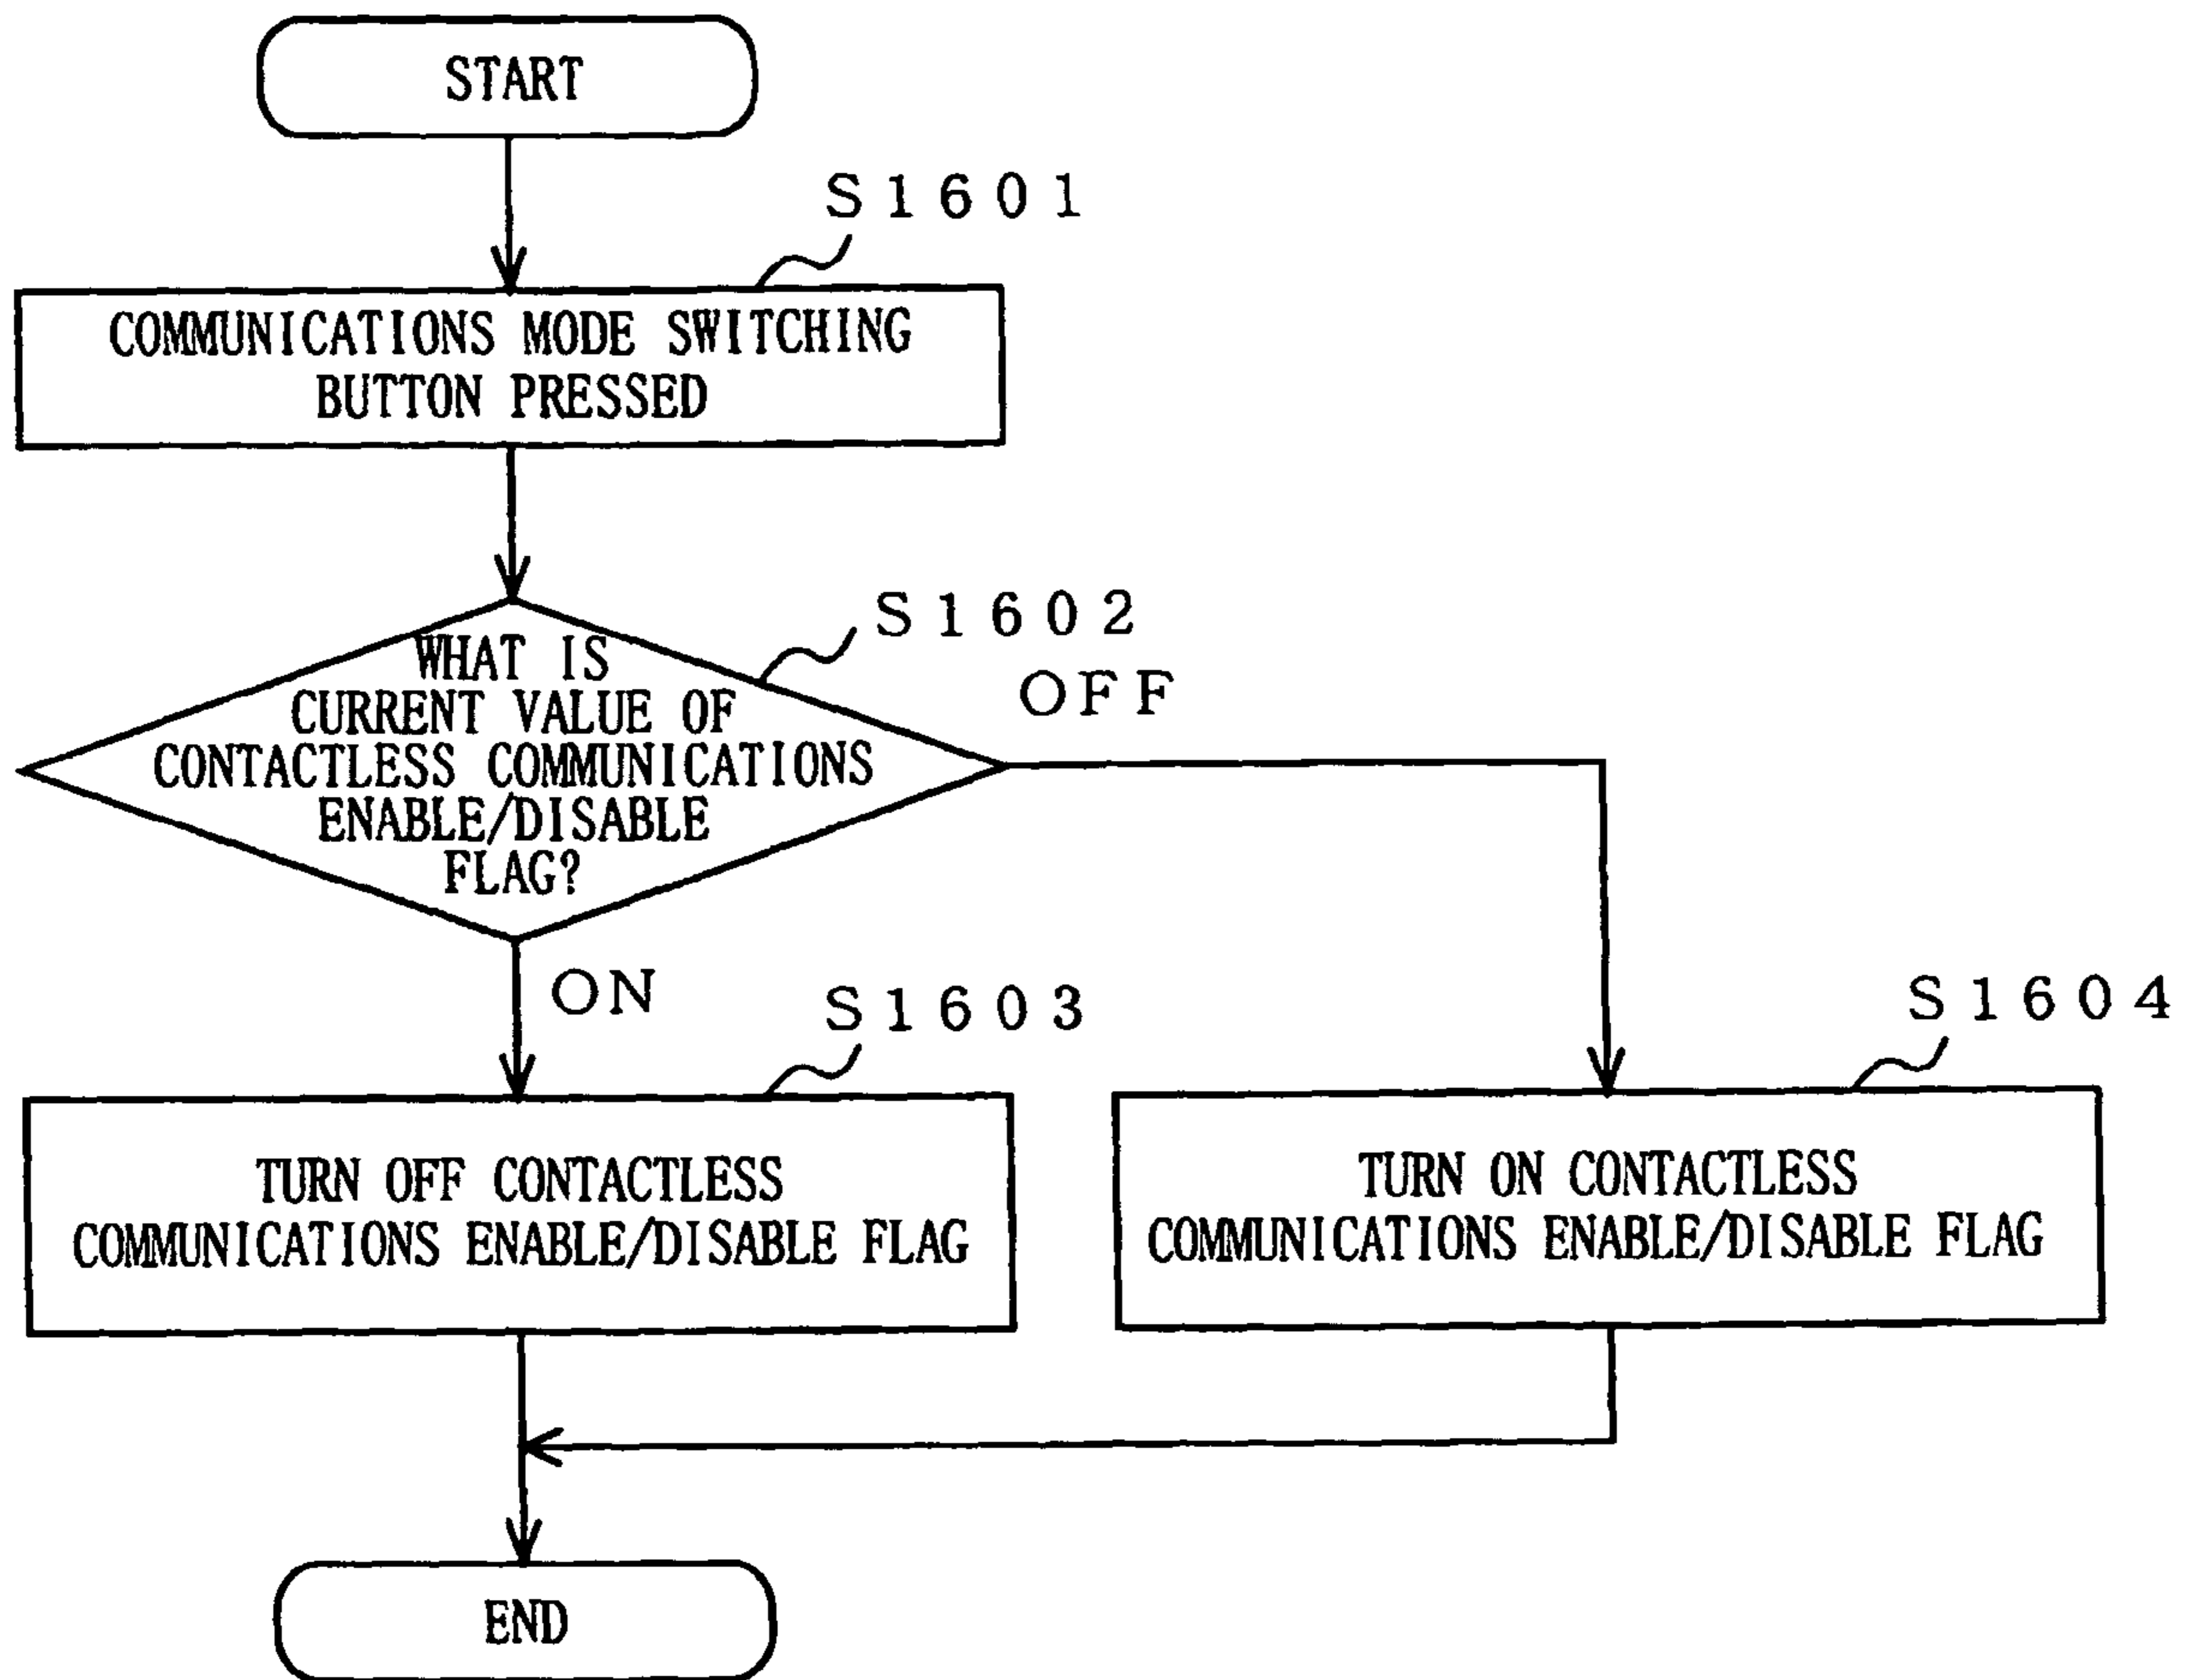 START
S1601
COMMUNICATIONS MODE SWITCHING
BUTTON PRESSED
S1602
WHAT IS
CURRENT VALUE OF
CONTACTLESS COMMUNICATIONS
ENABLE/DISABLE
FLAG?
OFF
ON
S1603
TURN OFF CONTACTLESS
COMMUNICATIONS ENABLE/DISABLE FLAG
S1604
TURN ON CONTACTLESS
COMMUNICATIONS ENABLE/DISABLE FLAG
END